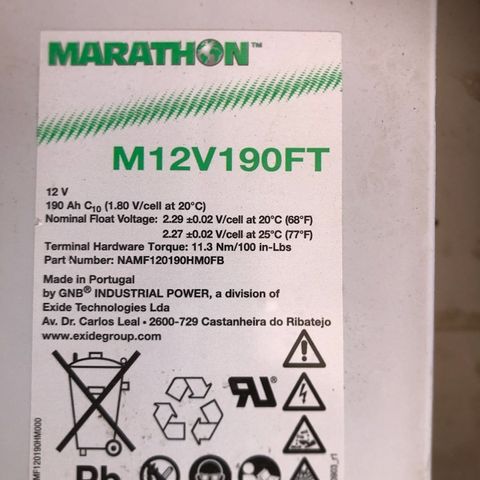 MARATHON™
M12V190FT
12 V
190 Ah C10 (1.80 V/cell at 20°C)
Nominal Float Voltage: 2.29 ±0.02 V/cell at 20°C (68°F)
2.27 ±0.02 V/cell at 25°C (77°F)
Terminal Hardware Torque: 11.3 Nm/100 in-Lbs
Part Number: NAMF120190HM0FB
Made in Portugal
by GNB® INDUSTRIAL POWER, a division of
Exide Technologies Lda
Av. Dr. Carlos Leal • 2600-729 Castanheira do Ribatejo
www.exidegroup.com
Pb